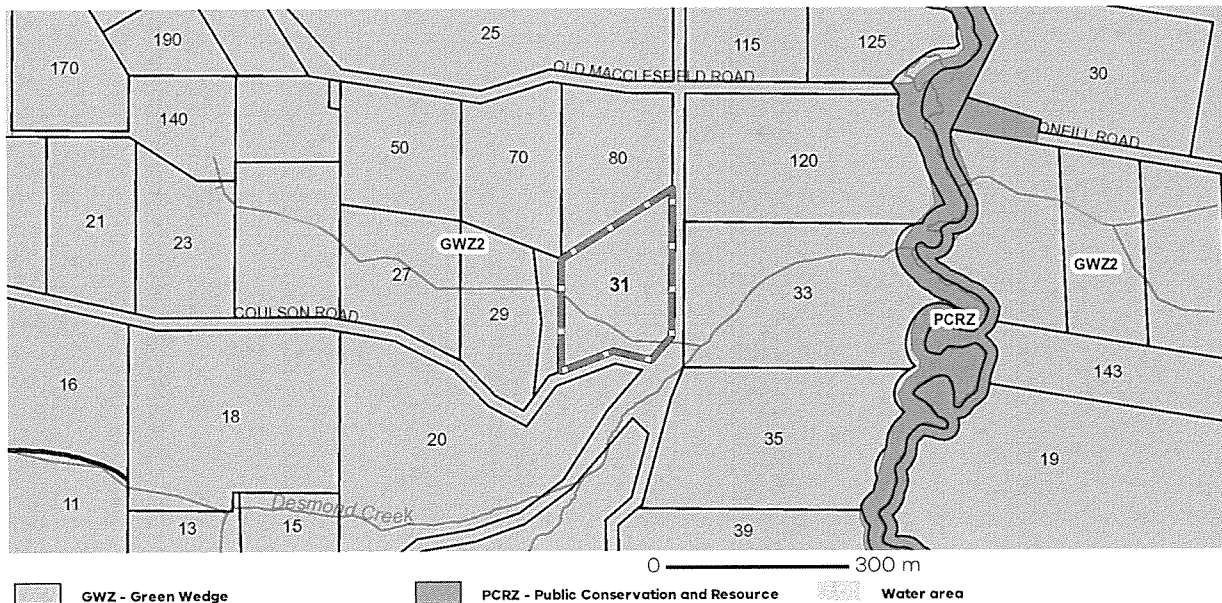 25
115
125
190
170
30
OLD MACCLESFIELD ROAD
140
ONEILL ROAD
50
70
80
120
21
23
GWZ2
27
31
33
GWZ2
29
COULSON ROAD
PCRZ
143
16
18
20
35
19
11
Desmond Creek
13
15
39
0 300 m
GWZ - Green Wedge
PCRZ - Public Conservation and Resource
Water area